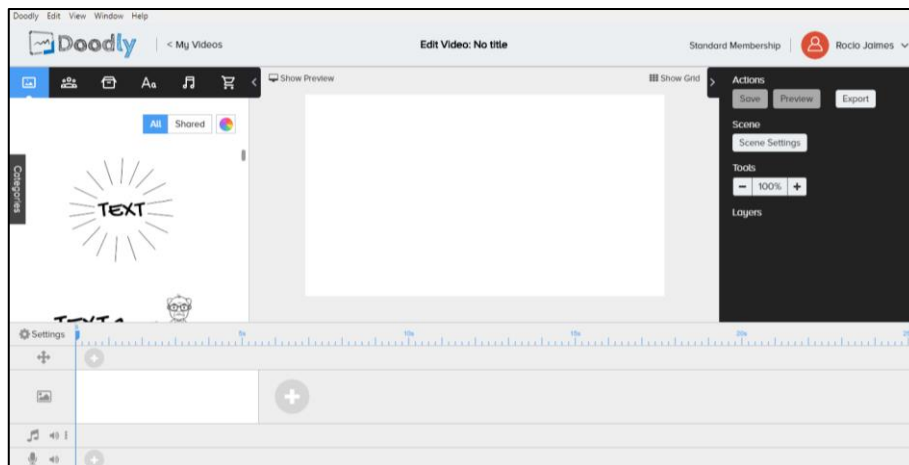 Doodly Edit View Window Help
Doodly < My Videos Edit Video: No title Standard Membership Rocio Jaimes
Aa
Show Preview Show Grid
Actions
Save Preview Export
All Shared
Scene
Scene Settings
Categories
Tools
- 100% +
TEXT
Layers
Settings 5s 10s 15s 20s